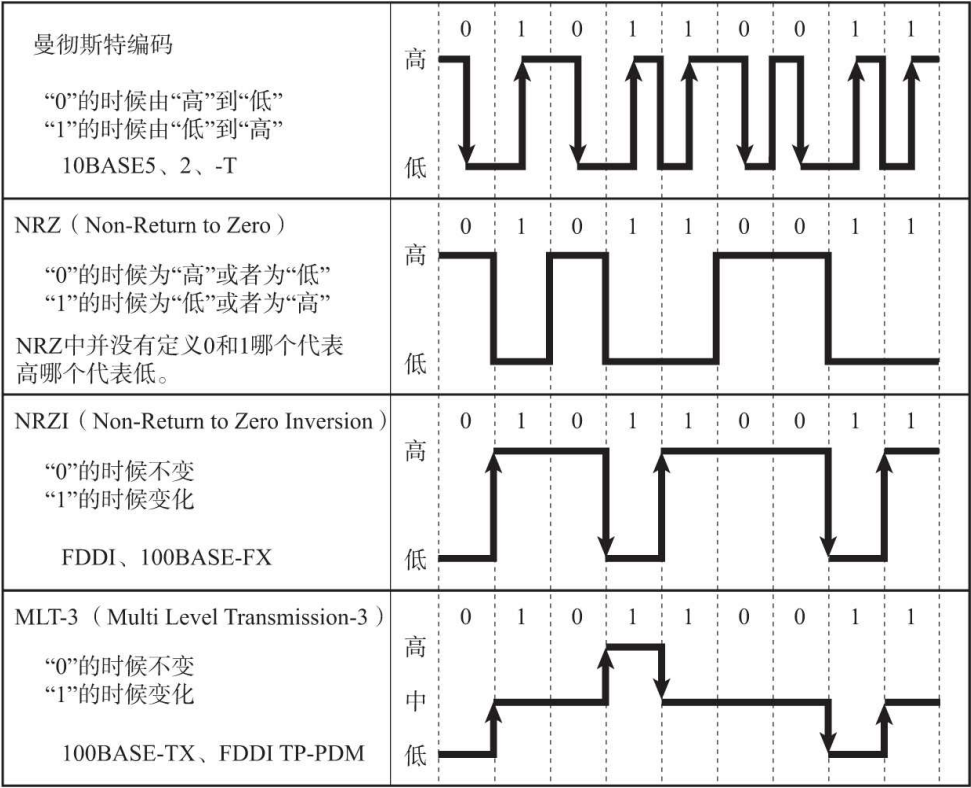 曼彻斯特编码
“0”的时候由“高”到“低”
“1”的时候由“低”到“高”
10BASE5、2、-T
0 1 0 1 1 0 0 1 1
高
低
NRZ（Non-Return to Zero）
“0”的时候为“高”或者为“低”
“1”的时候为“低”或者为“高”
NRZ中并没有定义0和1哪个代表
高哪个代表低。
0 1 0 1 1 0 0 1 1
高
低
NRZI（Non-Return to Zero Inversion）
“0”的时候不变
“1”的时候变化
FDDI、100BASE-FX
0 1 0 1 1 0 0 1 1
高
低
MLT-3（Multi Level Transmission-3）
“0”的时候不变
“1”的时候变化
100BASE-TX、FDDI TP-PDM
0 1 0 1 1 0 0 1 1
高
中
低